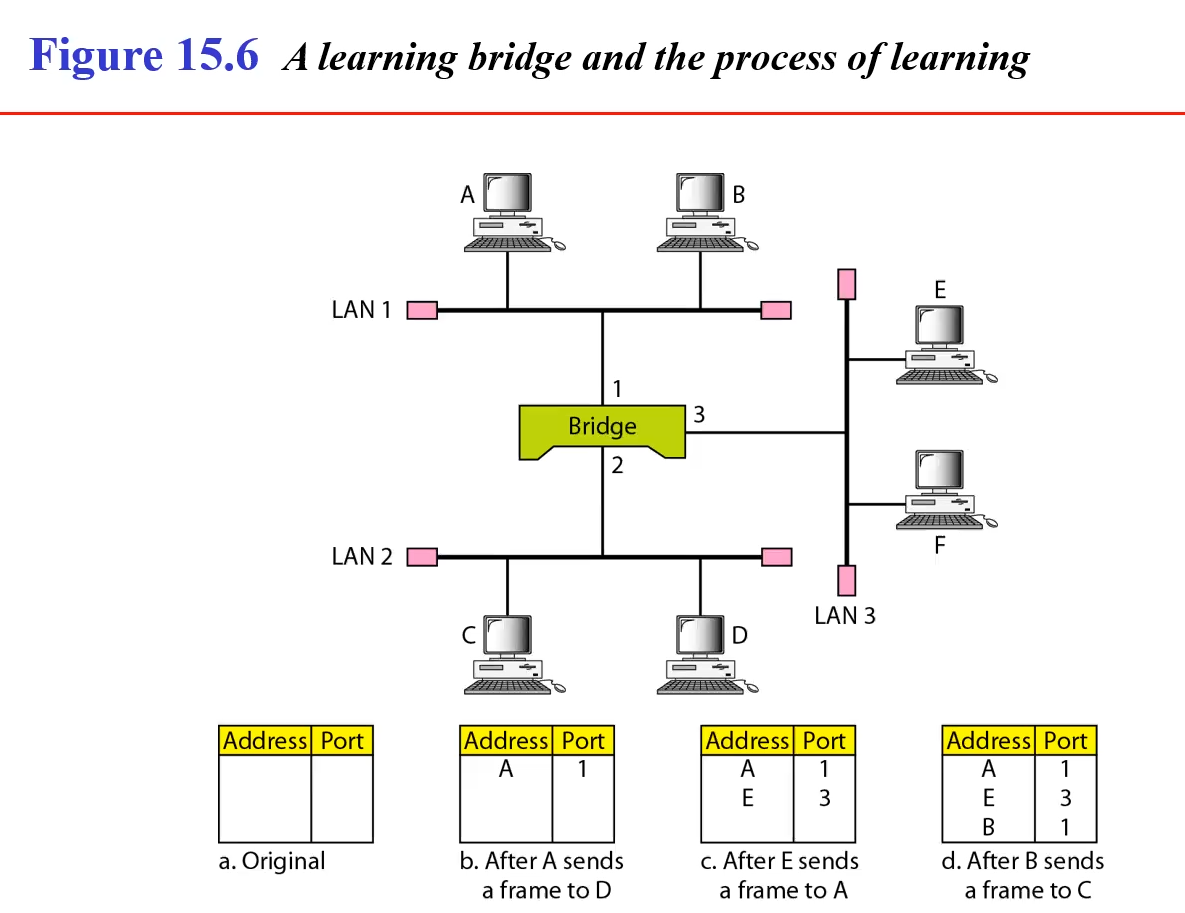 Figure 15.6 A learning bridge and the process of learning
A
B
LAN 1
E
1
Bridge
3
2
LAN 2
F
C
D
LAN 3
Address Port
a. Original
Address Port
A 1
b. After A sends
a frame to D
Address Port
A 1
E 3
c. After E sends
a frame to A
Address Port
A 1
E 3
B 1
d. After B sends
a frame to C